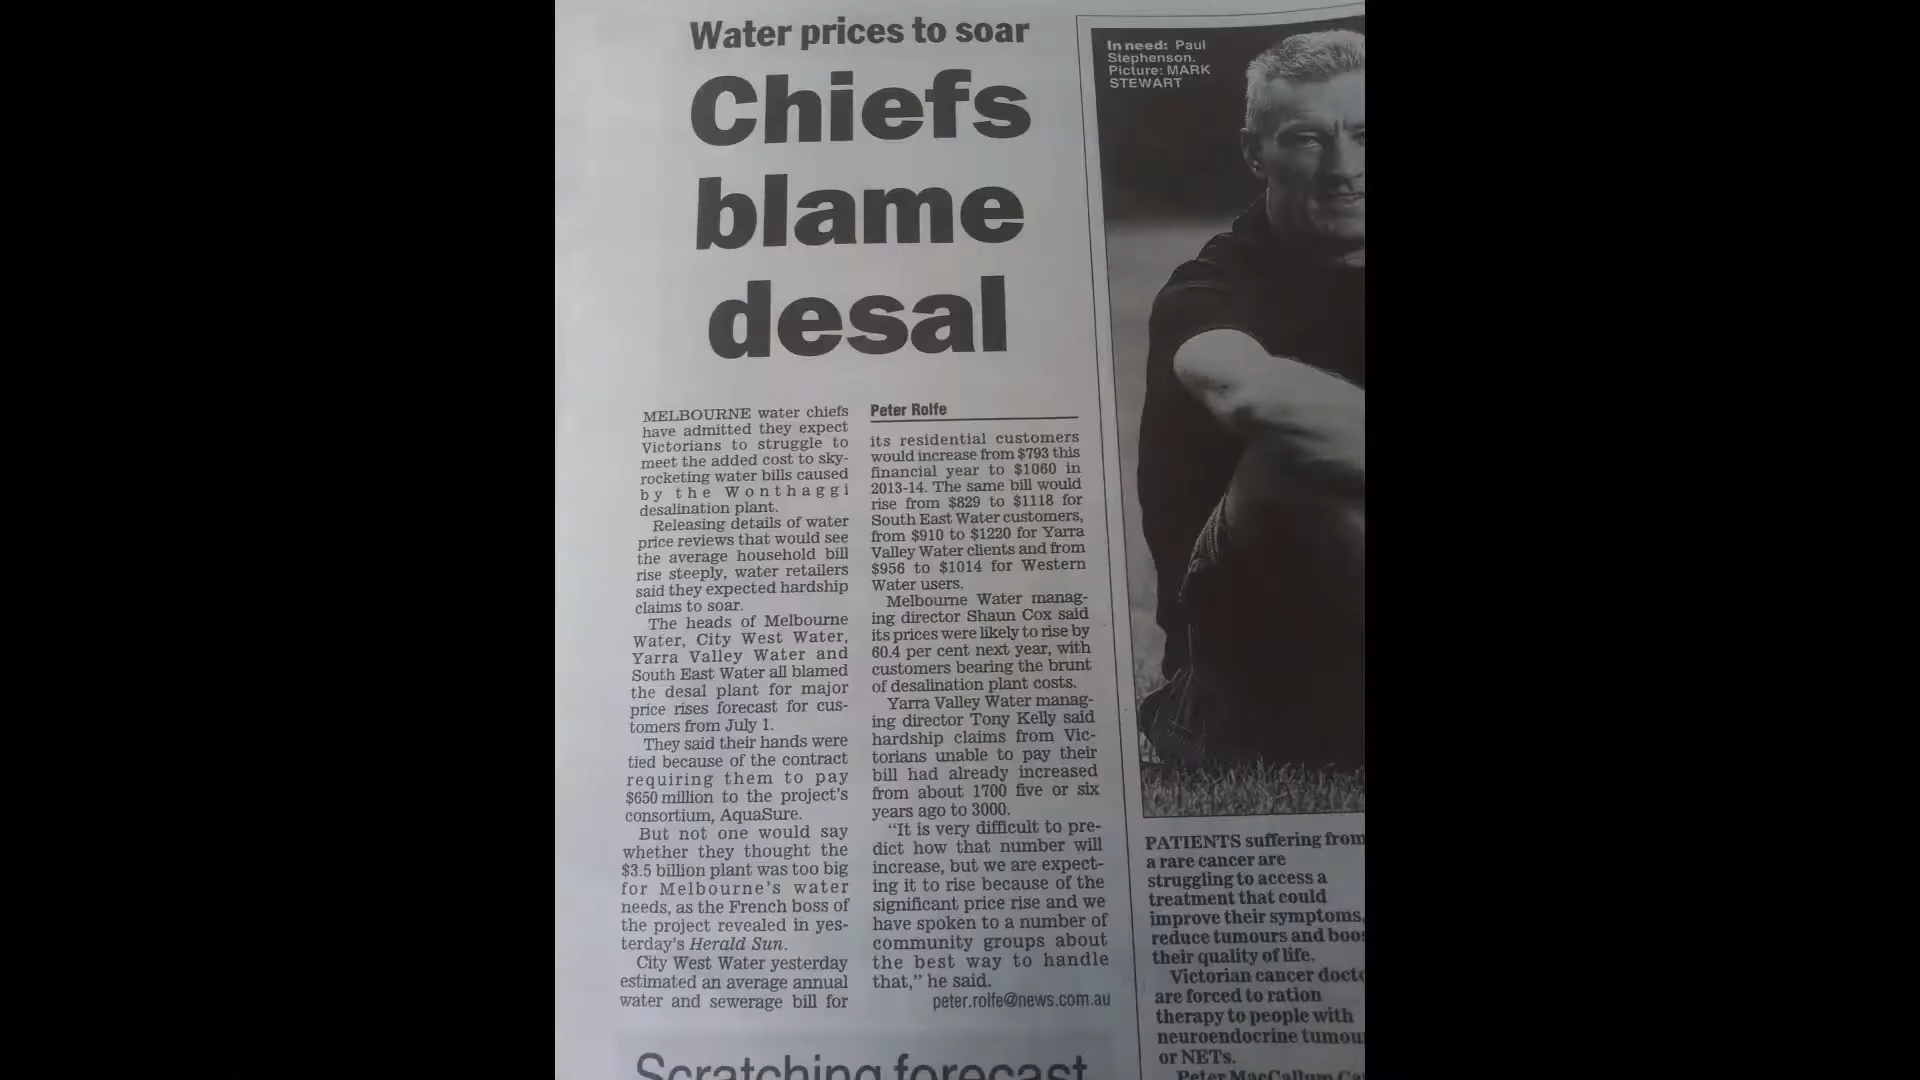 Water prices to soar
Chiefs
blame
desal
MELBOURNE water chiefs
have admitted they expect
Victorians to struggle to
meet the added cost to sky-
rocketing water bills caused
by the Wonthaggi
desalination plant.
Releasing details of water
price reviews that would see
the average household bill
rise steeply, water retailers
said they expected hardship
claims to soar.
The heads of Melbourne
Water, City West Water,
Yarra Valley Water and
South East Water all blamed
the desal plant for major
price rises forecast for cus-
tomers from July 1.
They said their hands were
tied because of the contract
requiring them to pay
$650 million to the project's
consortium, AquaSure.
But not one would say
whether they thought the
$3.5 billion plant was too big
for Melbourne's water
needs, as the French boss of
the project revealed in yes-
terday's Herald Sun.
City West Water yesterday
estimated an average annual
water and sewerage bill for
Peter Rolfe
its residential customers
would increase from $793 this
financial year to $1060 in
2013-14. The same bill would
rise from $829 to $1118 for
South East Water customers,
from $910 to $1220 for Yarra
Valley Water clients and from
$956 to $1014 for Western
Water users.
Melbourne Water manag-
ing director Shaun Cox said
its prices were likely to rise by
60.4 per cent next year, with
customers bearing the brunt
of desalination plant costs.
Yarra Valley Water manag-
ing director Tony Kelly said
hardship claims from Vic-
torians unable to pay their
bill had already increased
from about 1700 five or six
years ago to 3000.
"It is very difficult to pre-
dict how that number will
increase, but we are expect-
ing it to rise because of the
significant price rise and we
have spoken to a number of
community groups about
the best way to handle
that," he said.
peter.rolfe@news.com.au
Scratching forecast
In need: Paul
Stephenson.
Picture: MARK
STEWART
PATIENTS suffering from
a rare cancer are
struggling to access a
treatment that could
improve their symptoms,
reduce tumours and
their quality of life.
Victorian cancer
are forced to ration
therapy to people with
neuroendocrine
or NETs.
Peter MacCallum